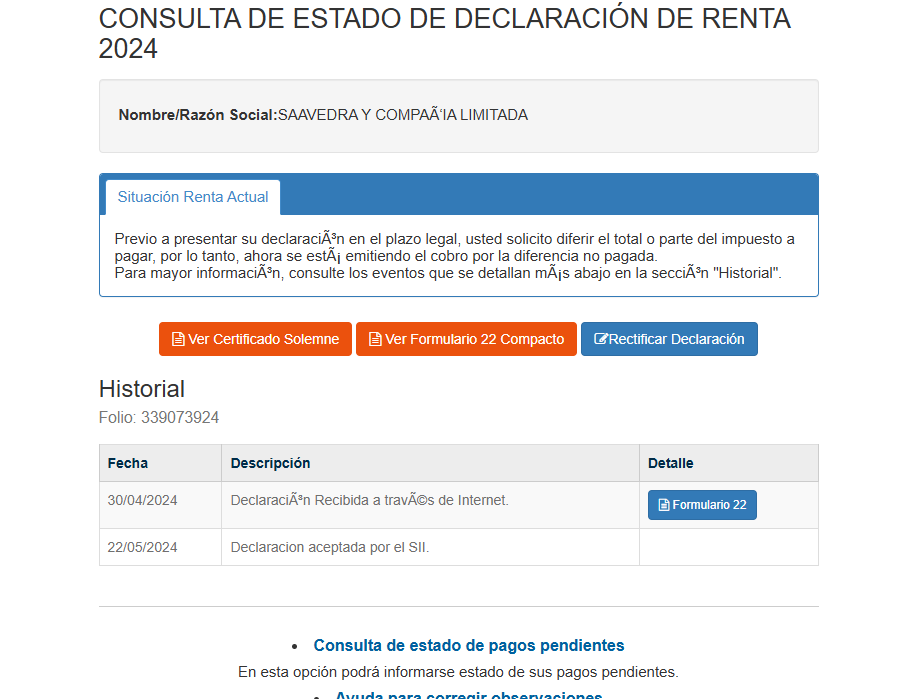 CONSULTA DE ESTADO DE DECLARACIÓN DE RENTA
2024
Nombre/Razón Social:SAAVEDRA Y COMPAÃ‘IA LIMITADA
Situación Renta Actual
Previo a presentar su declaraciÃ³n en el plazo legal, usted solicito diferir el total o parte del impuesto a
pagar, por lo tanto, ahora se estÃ¡ emitiendo el cobro por la diferencia no pagada.
Para mayor informaciÃ³n, consulte los eventos que se detallan mÃ¡s abajo en la secciÃ³n "Historial".
Ver Certificado Solemne Ver Formulario 22 Compacto Rectificar Declaración
Historial
Folio: 339073924
Fecha Descripción Detalle
30/04/2024 DeclaraciÃ³n Recibida a travÃ©s de Internet. Formulario 22
22/05/2024 Declaracion aceptada por el SII.
• Consulta de estado de pagos pendientes
En esta opción podrá informarse estado de sus pagos pendientes.
• Ayuda para corregir observaciones